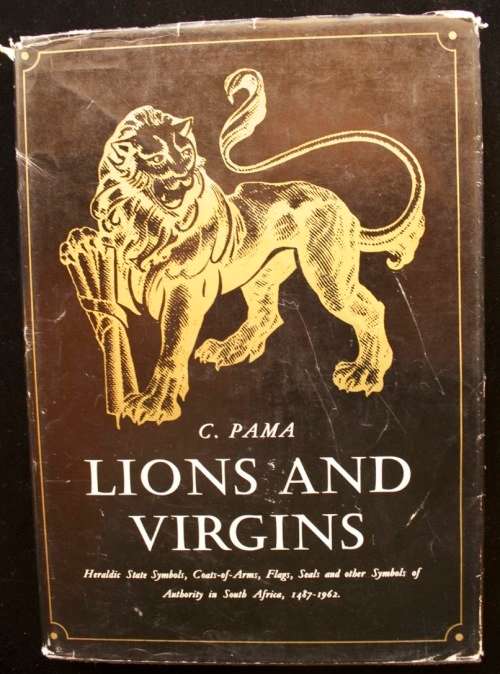 C. PAMA
LIONS AND
VIRGINS
Heraldic State Symbols, Coats-of-Arms, Flags, Seals and other Symbols of
Authority in South Africa, 1487-1962.